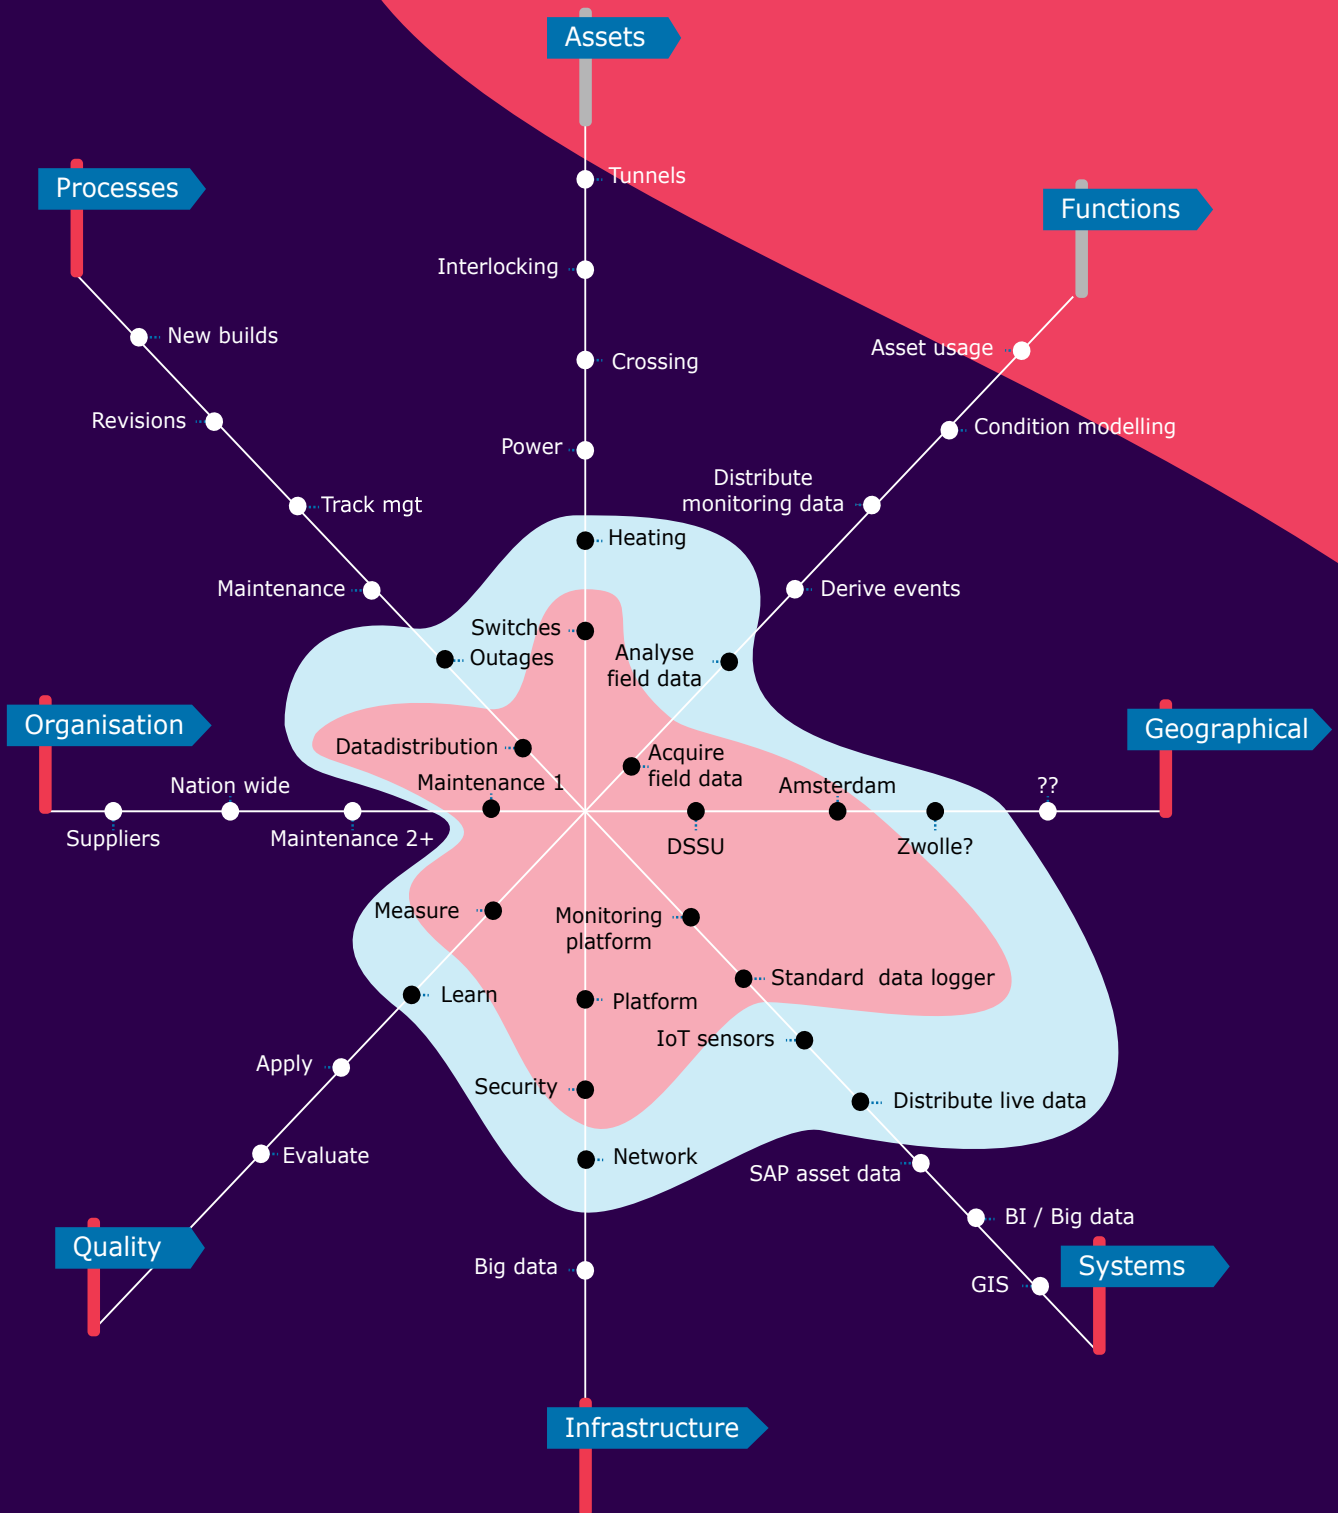 Assets
Tunnels
Processes
Functions
Interlocking
New builds
Asset usage
Crossing
Revisions
Condition modelling
Power
Distribute
monitoring data
Track mgt
Heating
Maintenance
Derive events
Switches
Outages
Analyse
field data
Organisation
Geographical
Datadistribution
Acquire
field data
Maintenance 1
Nation wide
Amsterdam
??
Suppliers
Maintenance 2+
DSSU
Zwolle?
Measure
Monitoring
platform
Standard  data logger
Learn
Platform
IoT sensors
Apply
Security
Distribute live data
Evaluate
Network
SAP asset data
BI / Big data
Quality
Big data
Systems
GIS
Infrastructure